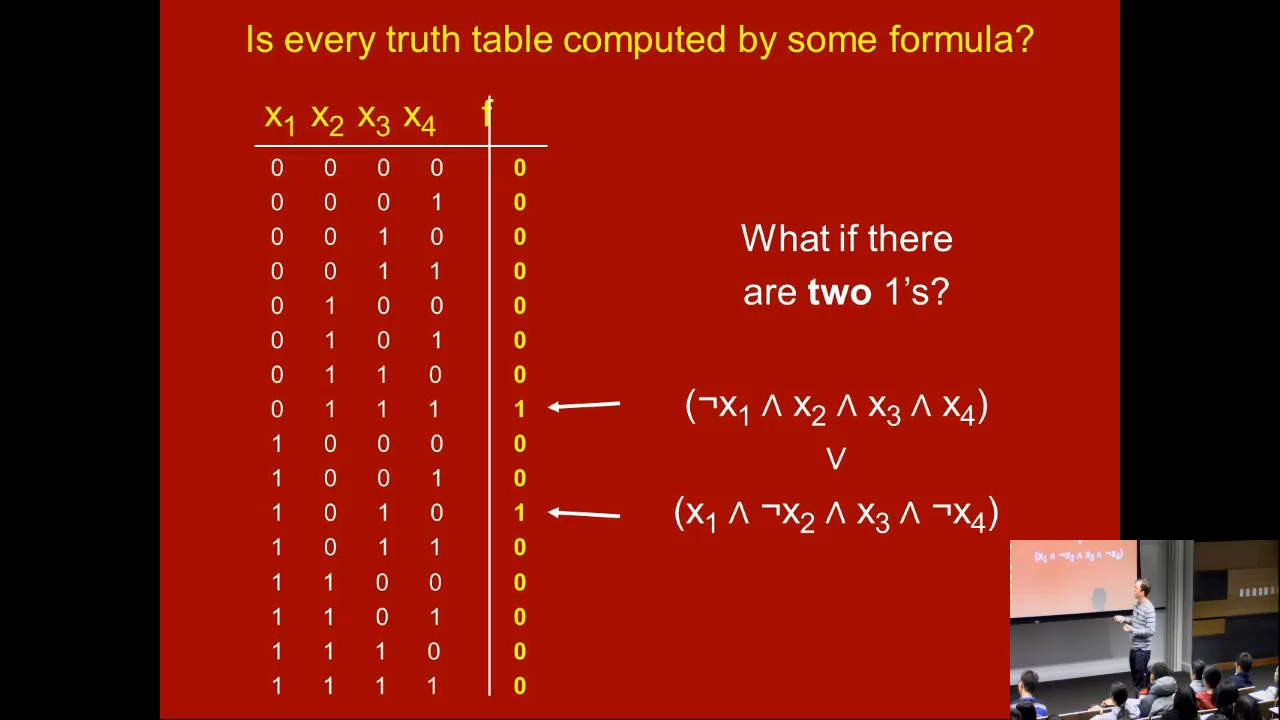 Is every truth table computed by some formula?
x₁ x₂ x₃ x₄ f
0 0 0 0 0
0 0 0 1 0
0 0 1 0 0
0 0 1 1 0
0 1 0 0 0
0 1 0 1 0
0 1 1 0 0
0 1 1 1 1
1 0 0 0 0
1 0 0 1 0
1 0 1 0 1
1 0 1 1 0
1 1 0 0 0
1 1 0 1 0
1 1 1 0 0
1 1 1 1 0
What if there
are two 1’s?
(¬x₁ ∧ x₂ ∧ x₃ ∧ x₄)
∨
(x₁ ∧ ¬x₂ ∧ x₃ ∧ ¬x₄)
(x₁ ∧ ¬x₂ ∧ x₃ ∧ ¬x₄)